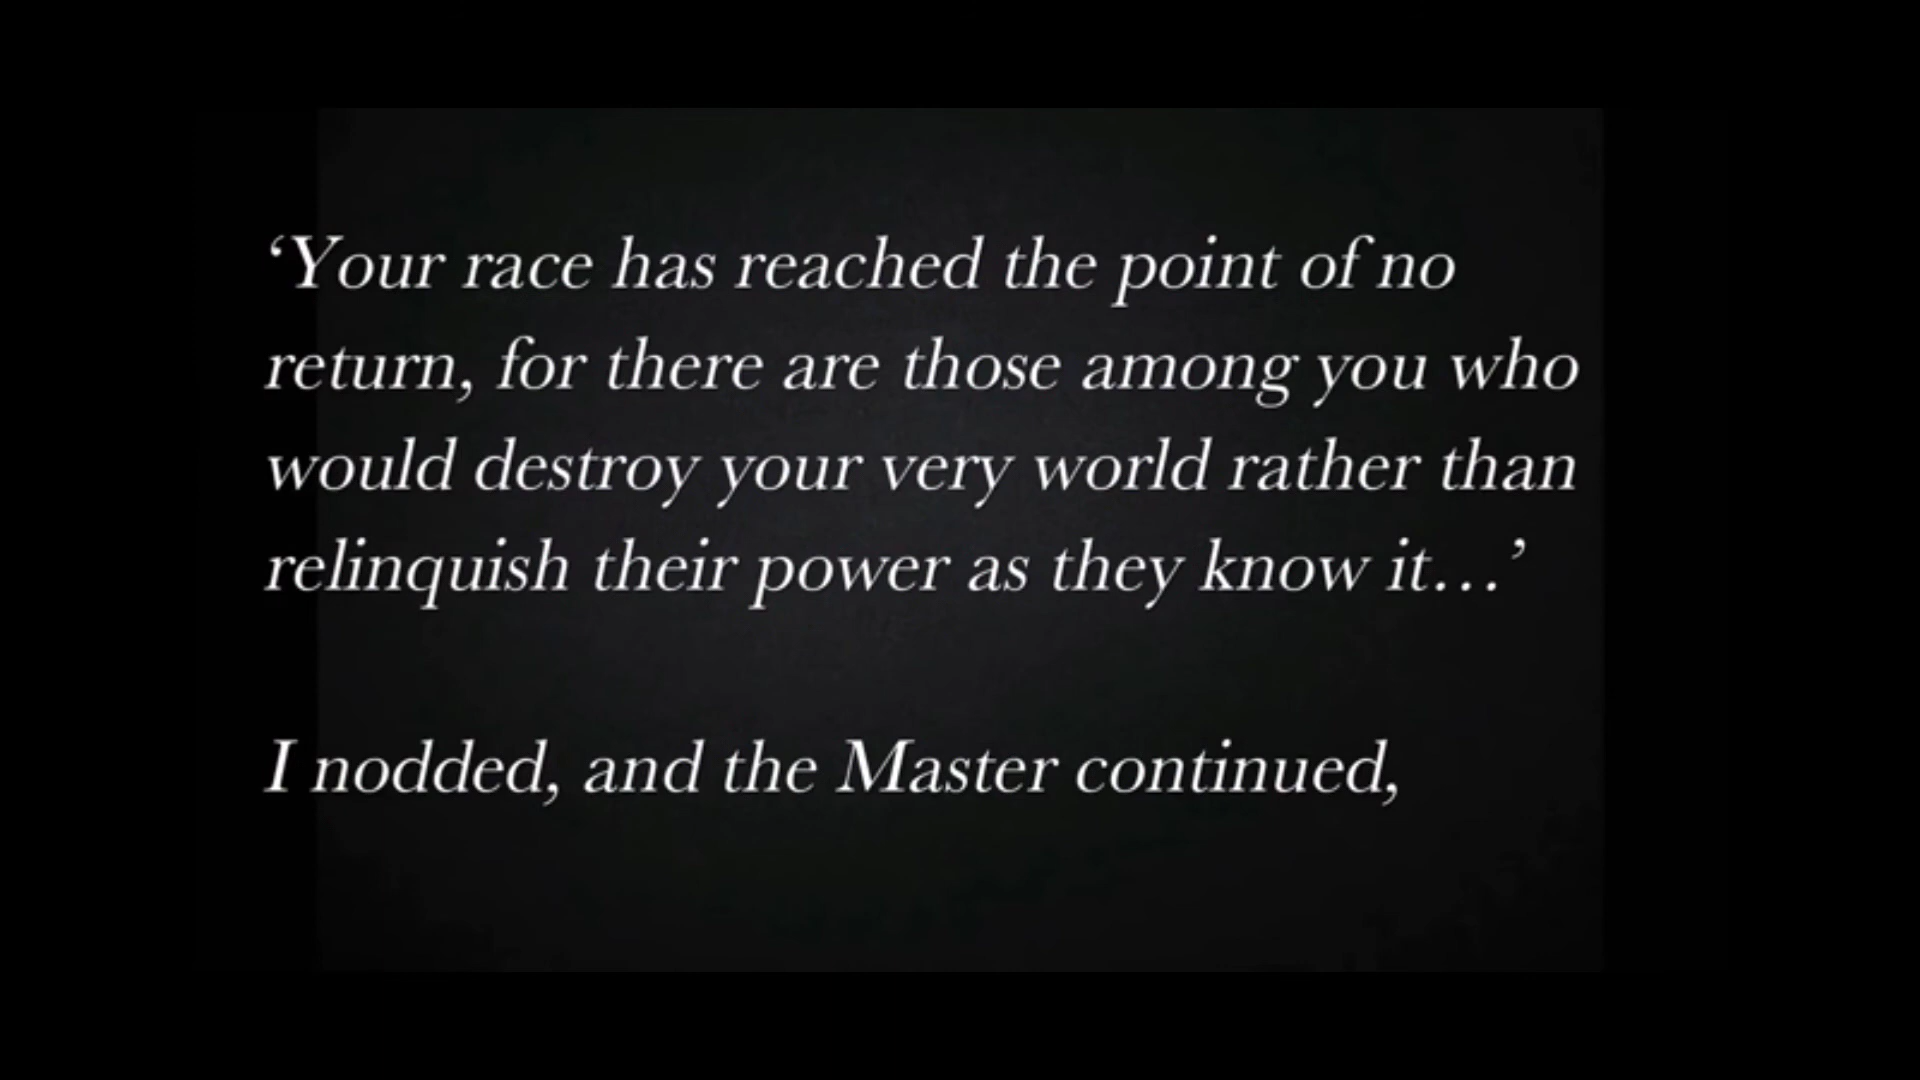 ‘Your race has reached the point of no
return, for there are those among you who
would destroy your very world rather than
relinquish their power as they know it…’
I nodded, and the Master continued,